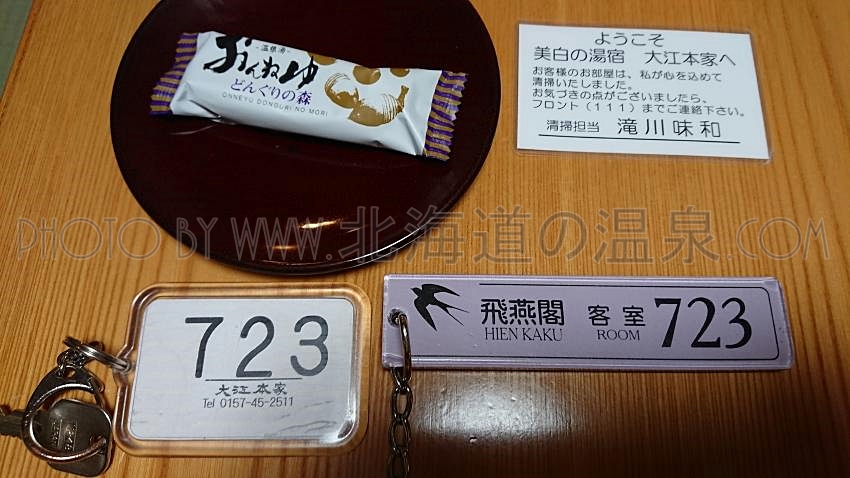 -温根湯-
おんねゆ
どんぐりの森
ONNEYU DONGURI NO MORI
ようこそ
美白の湯宿　大江本家へ
お客様のお部屋は、私が心を込めて
清掃いたしました。
お気づきの点がございましたら、
フロント（１１１）までご連絡下さい。
清掃担当　滝川味和
PHOTO BY WWW.北海道の温泉.COM
723
大江本家
Tel 0157-45-2511
飛燕閣 客室 723
HIEN KAKU ROOM